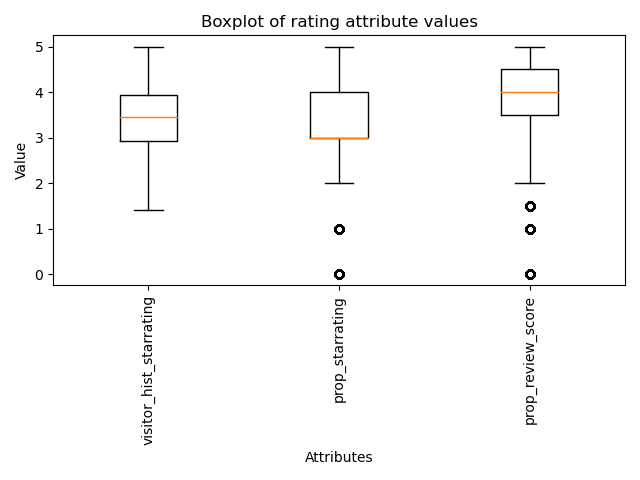 Boxplot of rating attribute values
Value
5
4
3
2
1
0
visitor_hist_starrating
prop_starrating
prop_review_score
Attributes